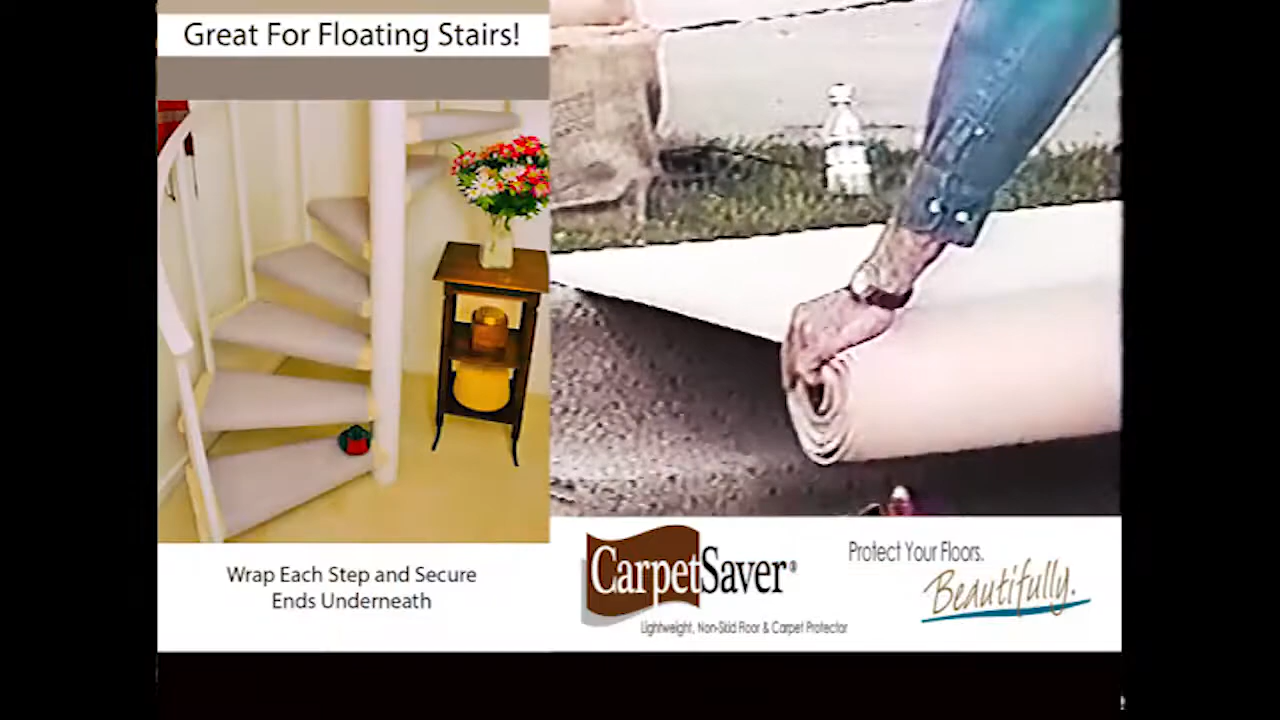 Great For Floating Stairs!
Wrap Each Step and Secure
Ends Underneath
CarpetSaver®
Lightweight, Non-Skid Floor & Carpet Protector
Protect Your Floors.
Beautifully.